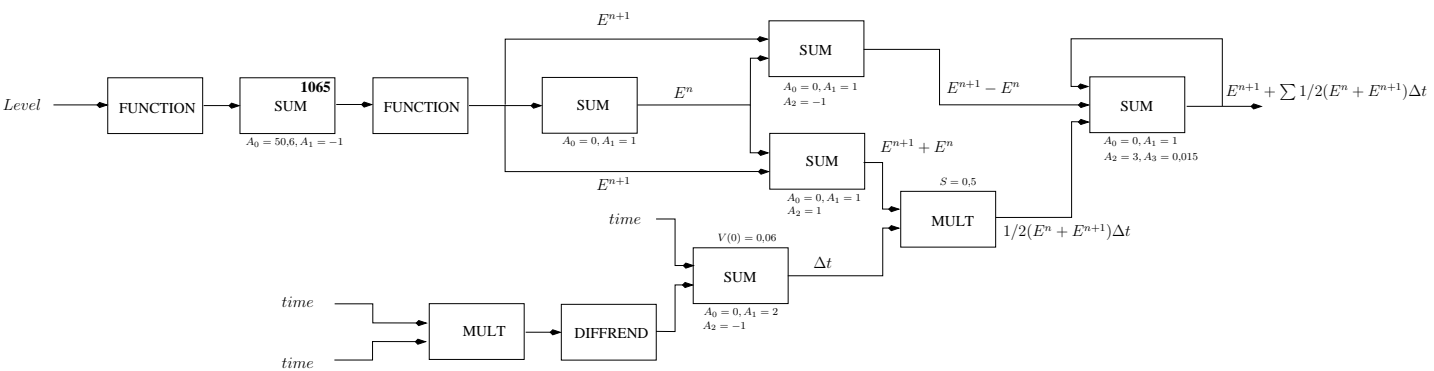 E^{n+1}
SUM
A_0 = 0, A_1 = 1
A_2 = −1
Level
FUNCTION
1065
SUM
A_0 = 50,6, A_1 = −1
FUNCTION
SUM
A_0 = 0, A_1 = 1
E^n
E^{n+1} − E^n
SUM
A_0 = 0, A_1 = 1
A_2 = 3, A_3 = 0,015
E^{n+1} + ∑ 1/2(E^n + E^{n+1})Δt
E^{n+1}
SUM
A_0 = 0, A_1 = 1
A_2 = 1
E^{n+1} + E^n
S = 0,5
MULT
1/2(E^n + E^{n+1})Δt
time
V(0) = 0,06
SUM
A_0 = 0, A_1 = 2
A_2 = −1
Δt
time
time
MULT
DIFFREND